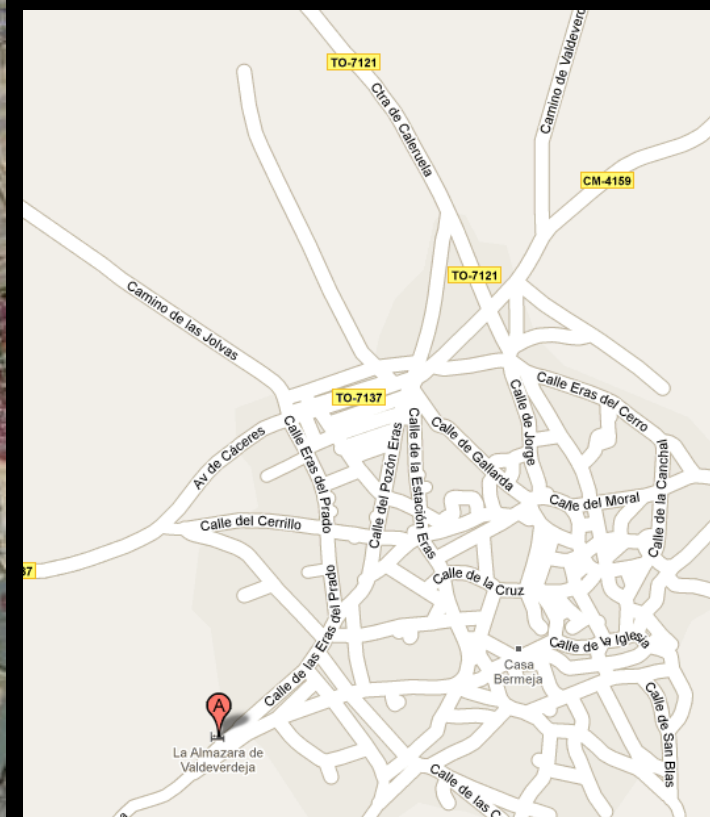 TO-7121
Ctra de Caleruela
CM-4159
TO-7121
Camino de las Jolvas
TO-7137
Calle Eras del Cerro
Calle de Jorge
Calle de Gallarda
Calle de la Estación Eras
Calle del Pozón Eras
Calle Eras del Prado
Av de Cáceres
Calle de la Canchal
Calle del Moral
Calle del Cerrillo
Calle de la Cruz
Calle de las Eras del Prado
Calle de la Iglesia
Casa
Bermeja
Calle de San Blas
A
La Almazara de
Valdeverdeja
Calle de las